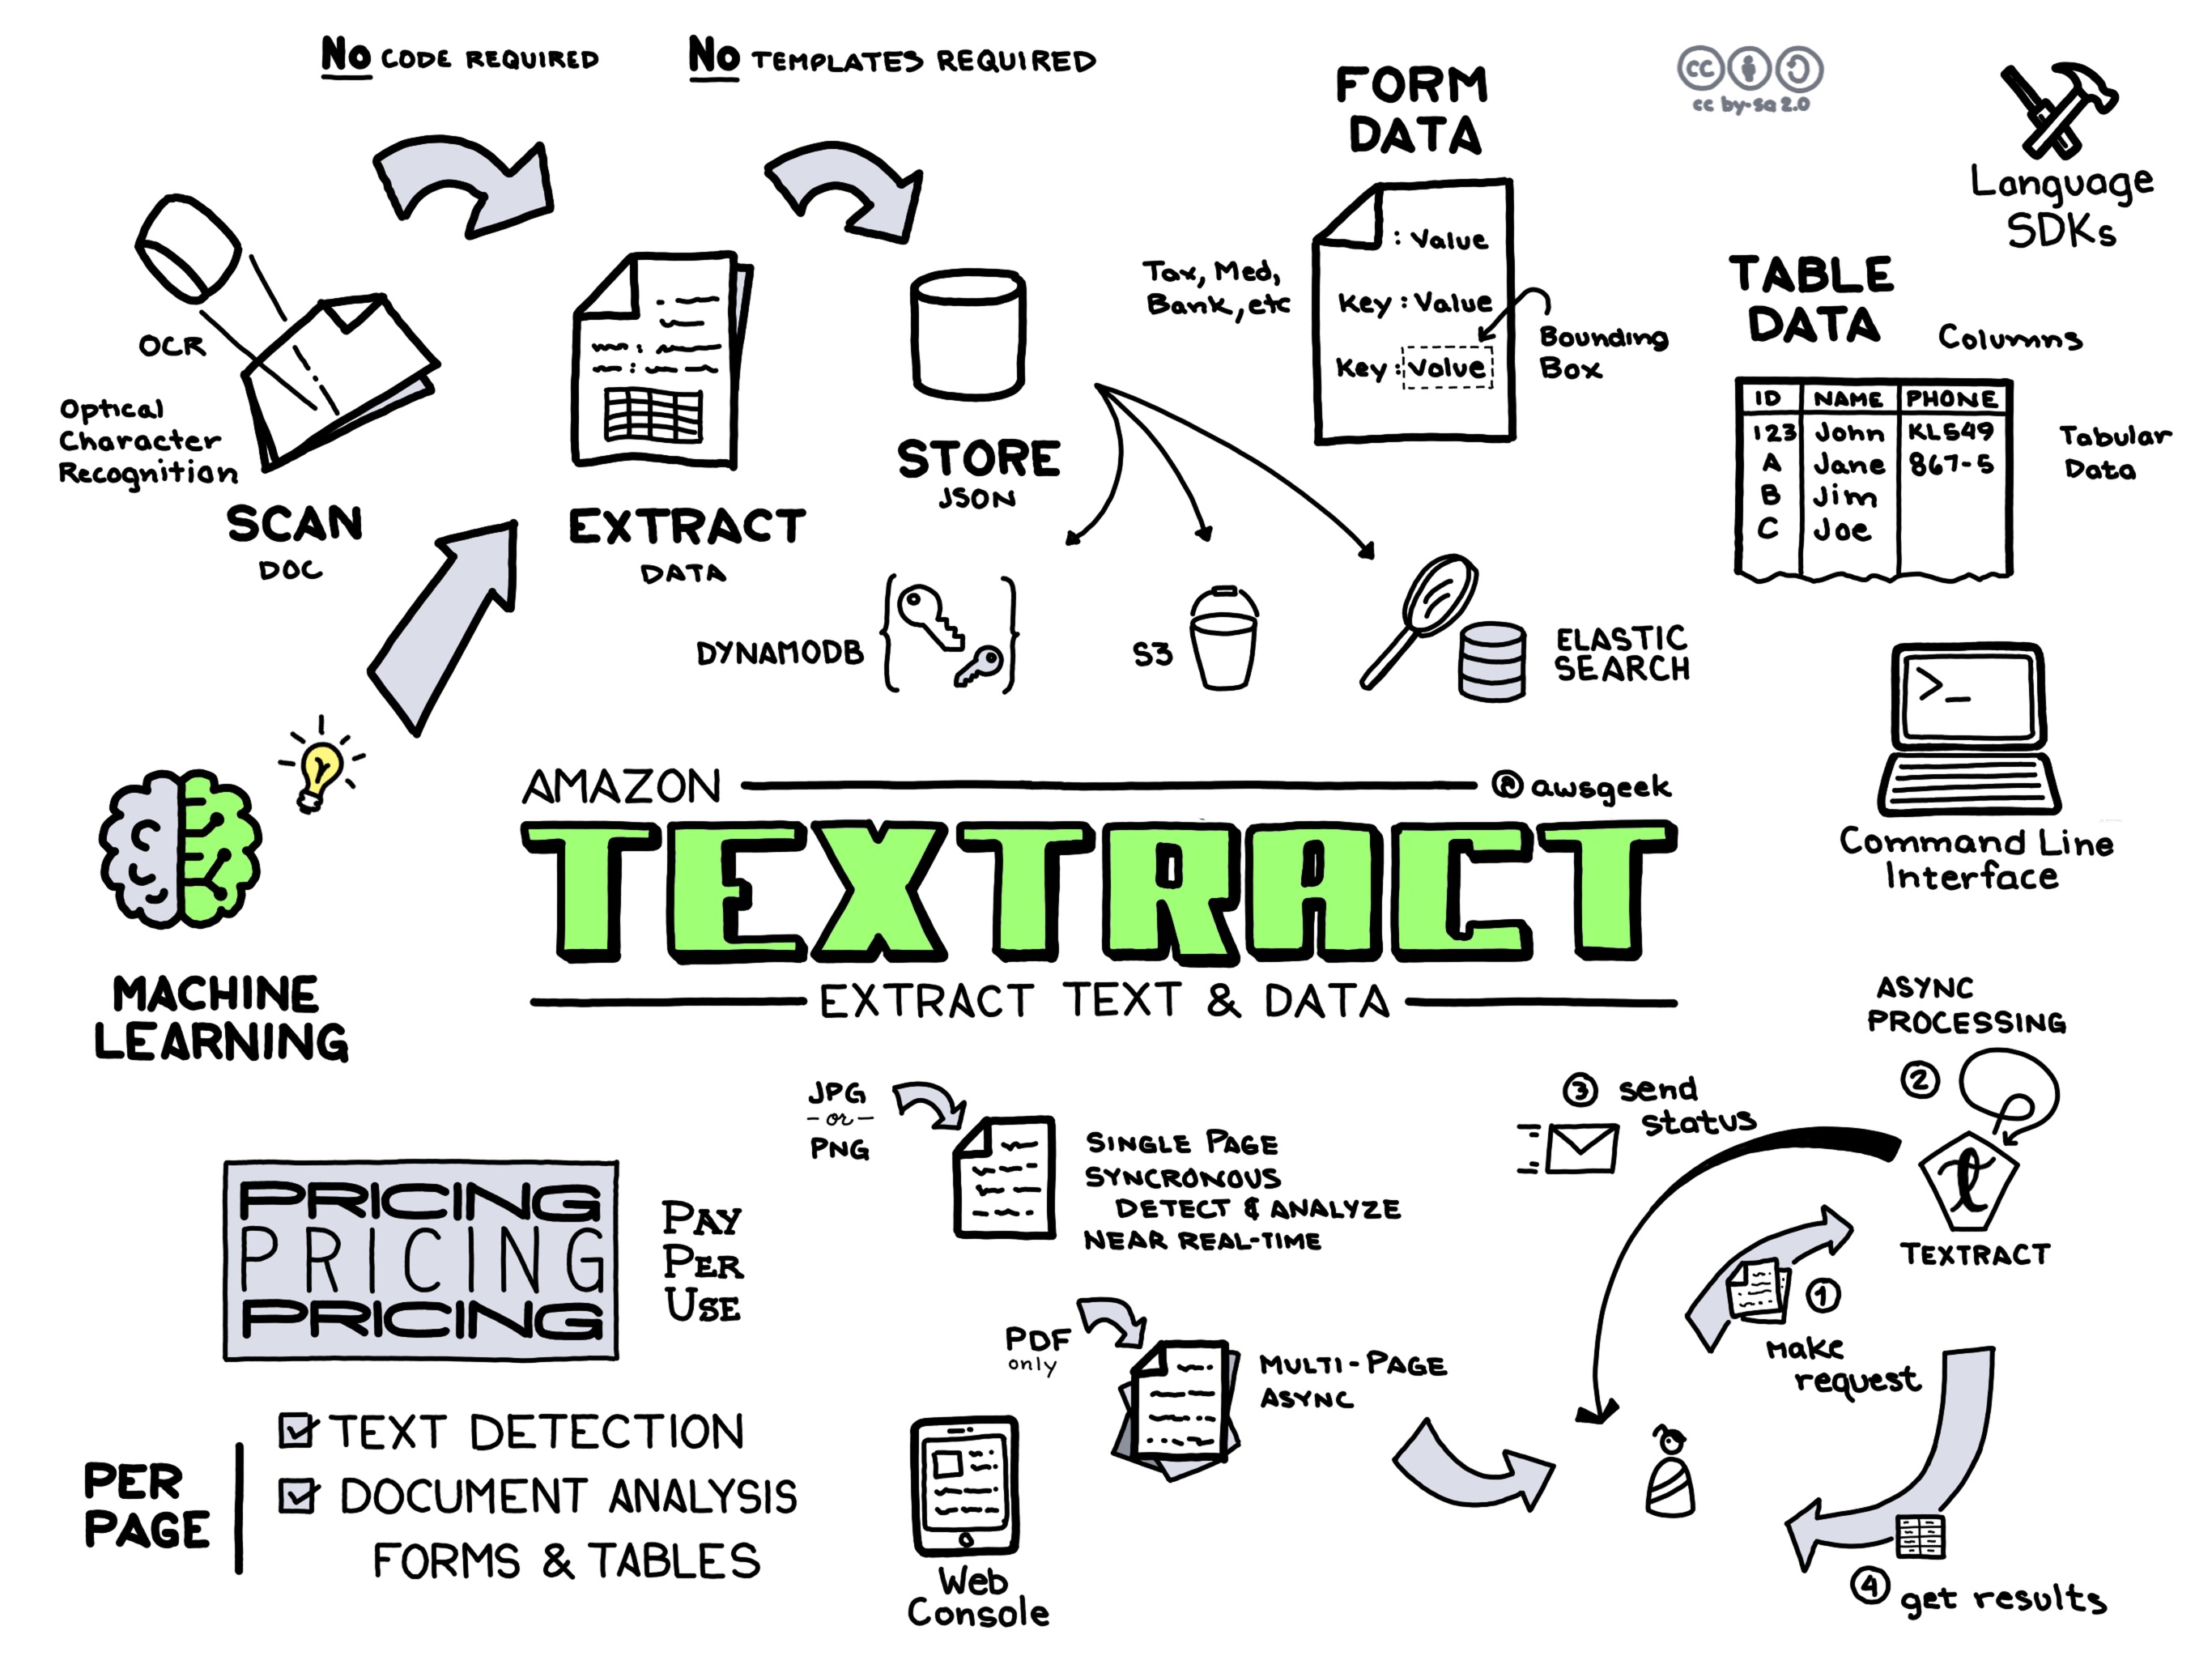 No CODE REQUIRED
No TEMPLATES REQUIRED
FORM
DATA
cc
cc by-sa 2.0
Language
SDKs
OCR
Optical
Character
Recognition
SCAN
DOC
EXTRACT
DATA
STORE
JSON
Tax, Med,
Bank, etc
: Value
Key : Value
Key : Value
Bounding
Box
TABLE
DATA
Columns
ID NAME PHONE
123 John KL549
A Jane 867-5
B Jim
C Joe
Tabular
Data
DYNAMODB
S3
ELASTIC
SEARCH
>_
Command Line
Interface
MACHINE
LEARNING
AMAZON
@awsgeek
TEXTRACT
EXTRACT TEXT & DATA
PRICING
PRICING
PRICING
PAY
PER
USE
PER
PAGE
TEXT DETECTION
DOCUMENT ANALYSIS
FORMS & TABLES
JPG
- or -
PNG
SINGLE PAGE
SYNCRONOUS
DETECT & ANALYZE
NEAR REAL-TIME
PDF
only
MULTI-PAGE
ASYNC
Web
Console
ASYNC
PROCESSING
2
3 send
status
t
TEXTRACT
1
make
request
4 get results